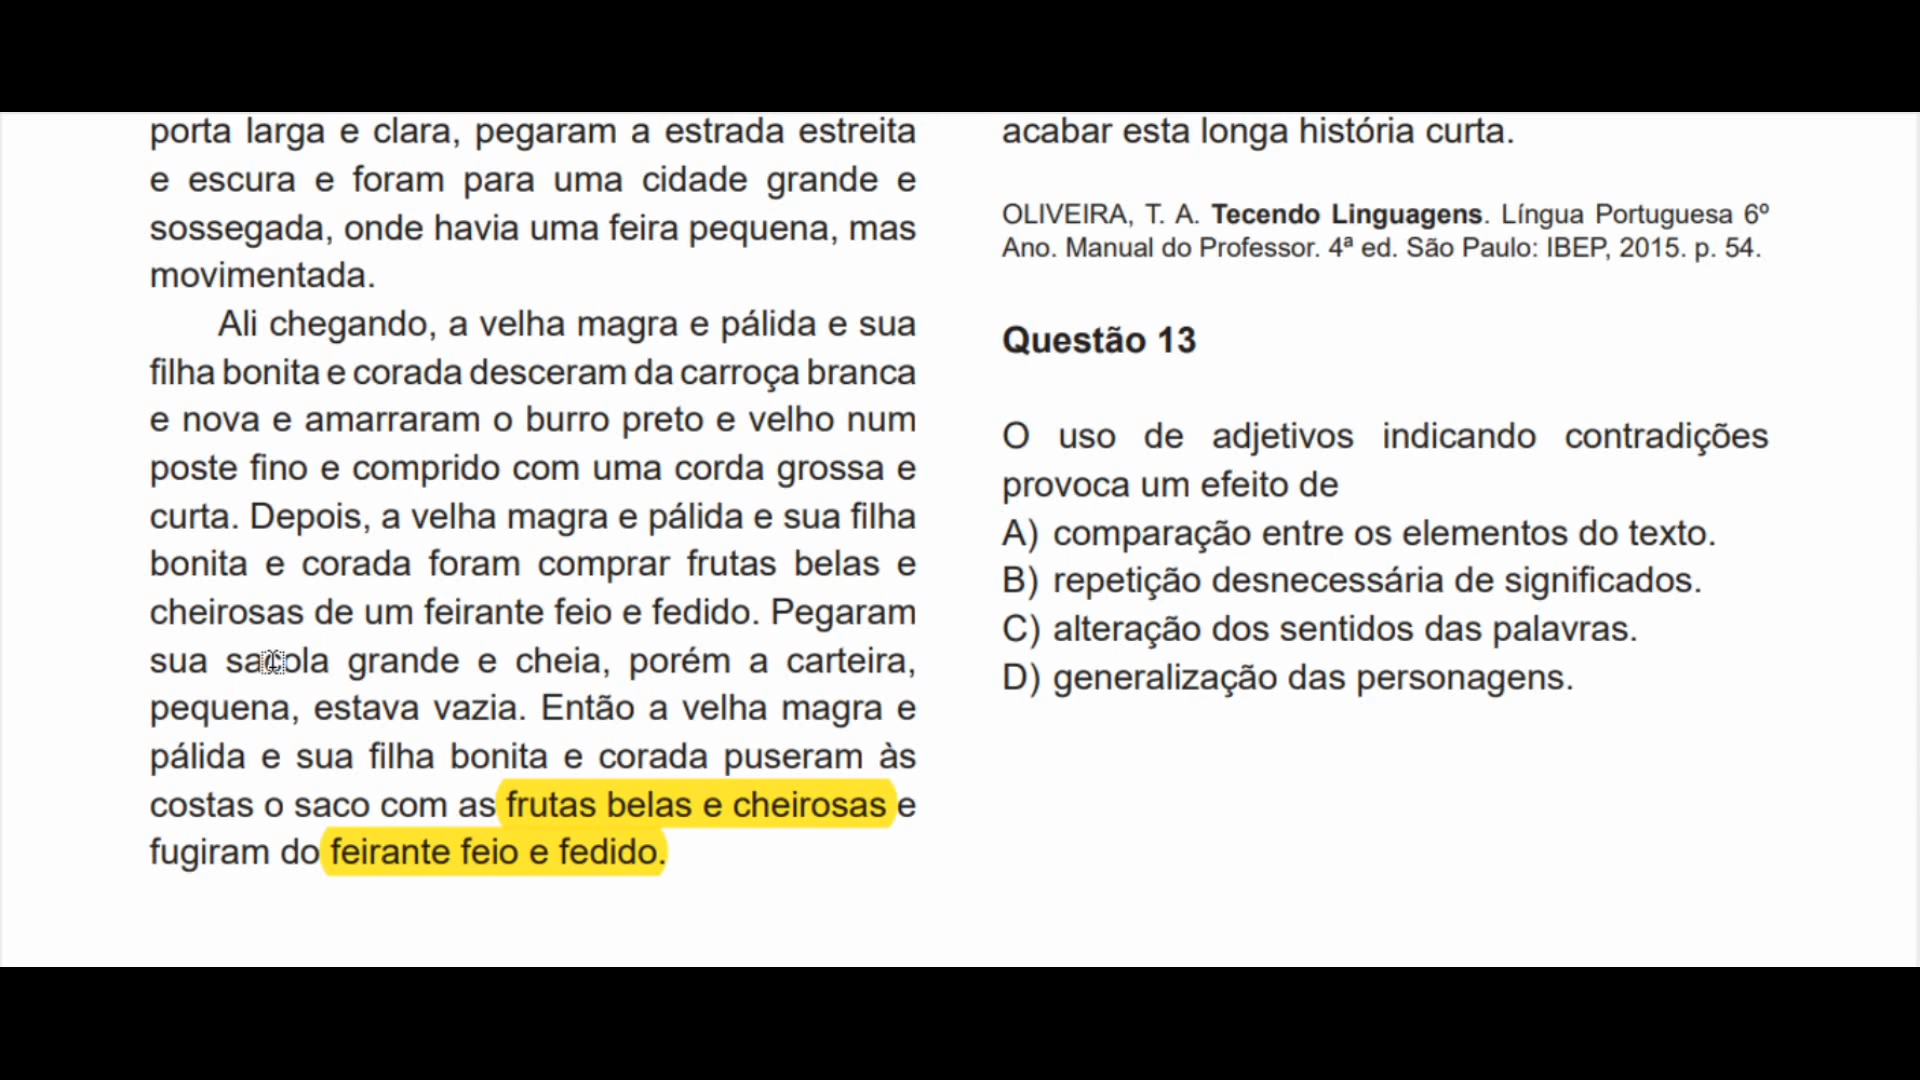 porta larga e clara, pegaram a estrada estreita
e escura e foram para uma cidade grande e
sossegada, onde havia uma feira pequena, mas
movimentada.
Ali chegando, a velha magra e pálida e sua
filha bonita e corada desceram da carroça branca
e nova e amarraram o burro preto e velho num
poste fino e comprido com uma corda grossa e
curta. Depois, a velha magra e pálida e sua filha
bonita e corada foram comprar frutas belas e
cheirosas de um feirante feio e fedido. Pegaram
sua sacola grande e cheia, porém a carteira,
pequena, estava vazia. Então a velha magra e
pálida e sua filha bonita e corada puseram às
costas o saco com as frutas belas e cheirosas e
fugiram do feirante feio e fedido.
acabar esta longa história curta.
OLIVEIRA, T. A. Tecendo Linguagens. Língua Portuguesa 6º
Ano. Manual do Professor. 4ª ed. São Paulo: IBEP, 2015. p. 54.
Questão 13
O uso de adjetivos indicando contradições
provoca um efeito de
A) comparação entre os elementos do texto.
B) repetição desnecessária de significados.
C) alteração dos sentidos das palavras.
D) generalização das personagens.